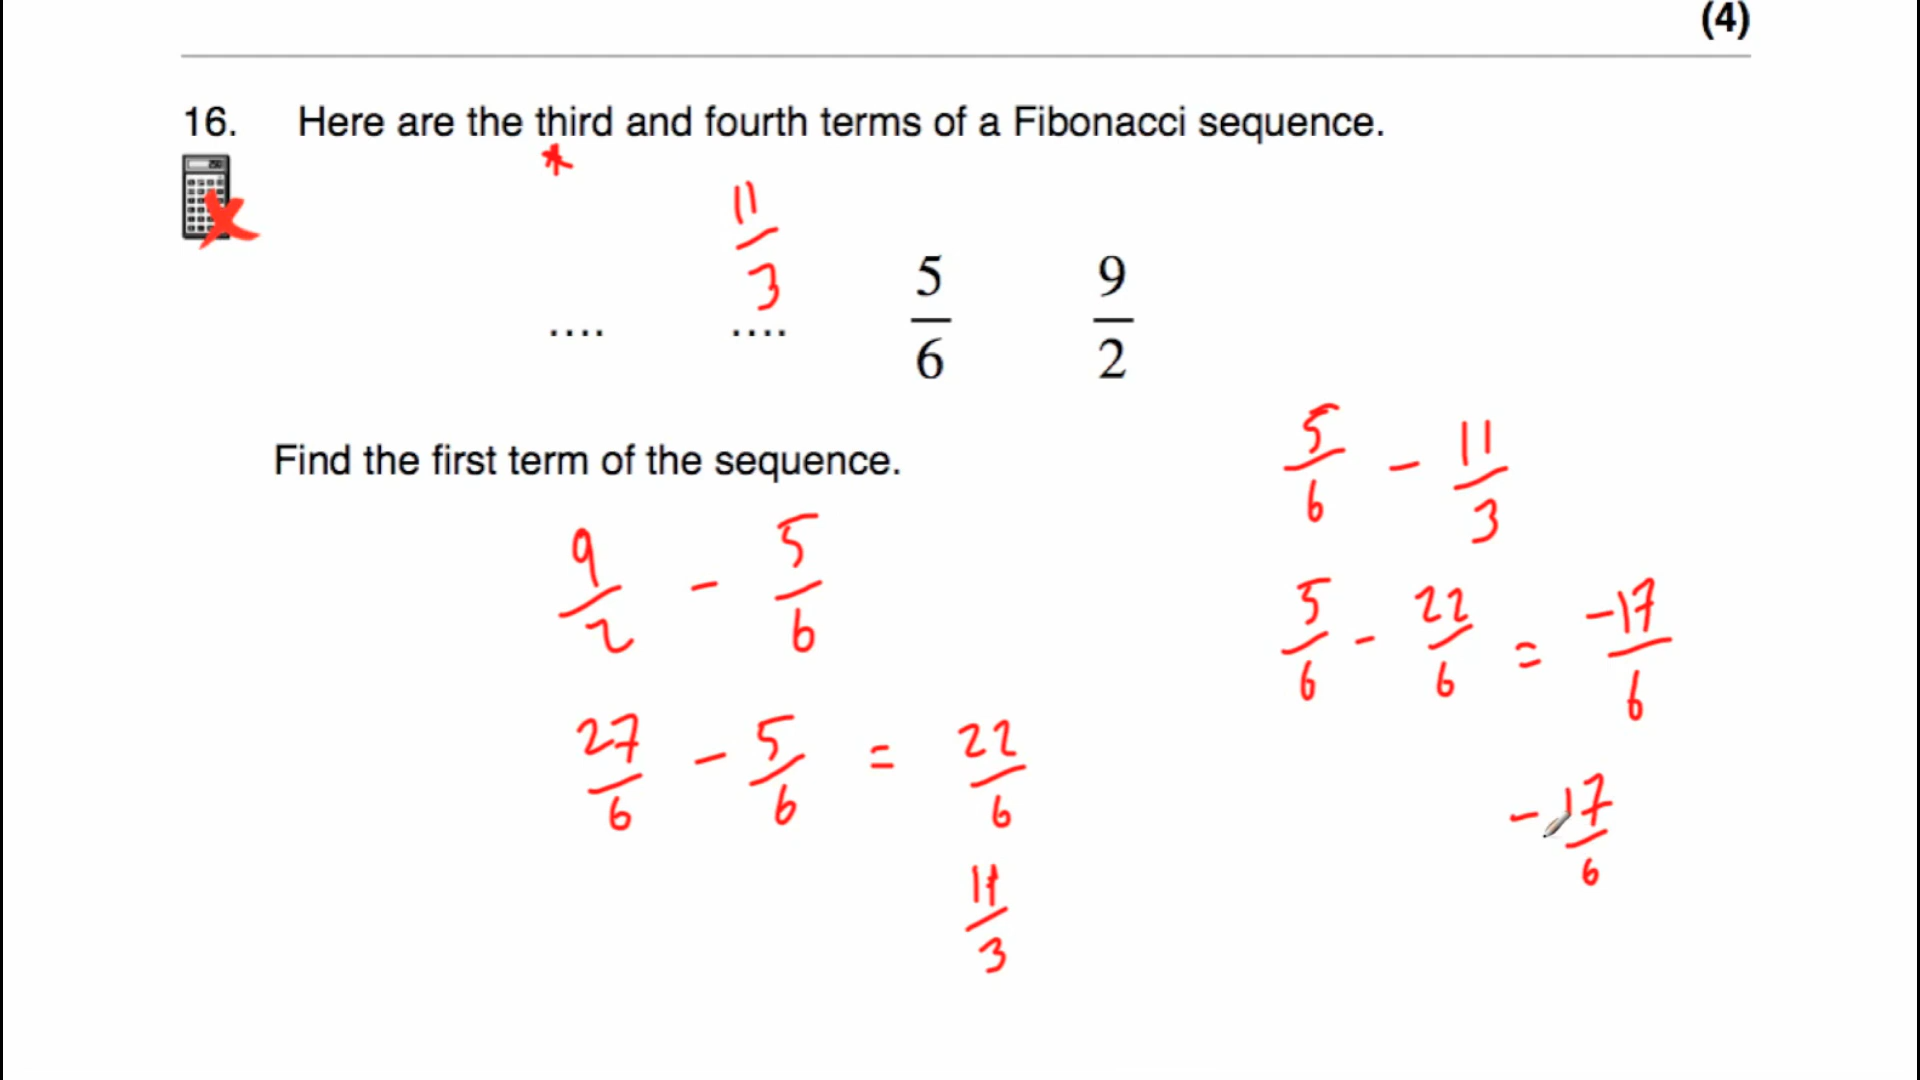 (4)
16. Here are the third and fourth terms of a Fibonacci sequence.
*
11/3
.... .... 5/6 9/2
Find the first term of the sequence.
5/6 - 11/3
9/2 - 5/6
5/6 - 22/6 = -17/6
27/6 - 5/6 = 22/6
-17/6
11/3